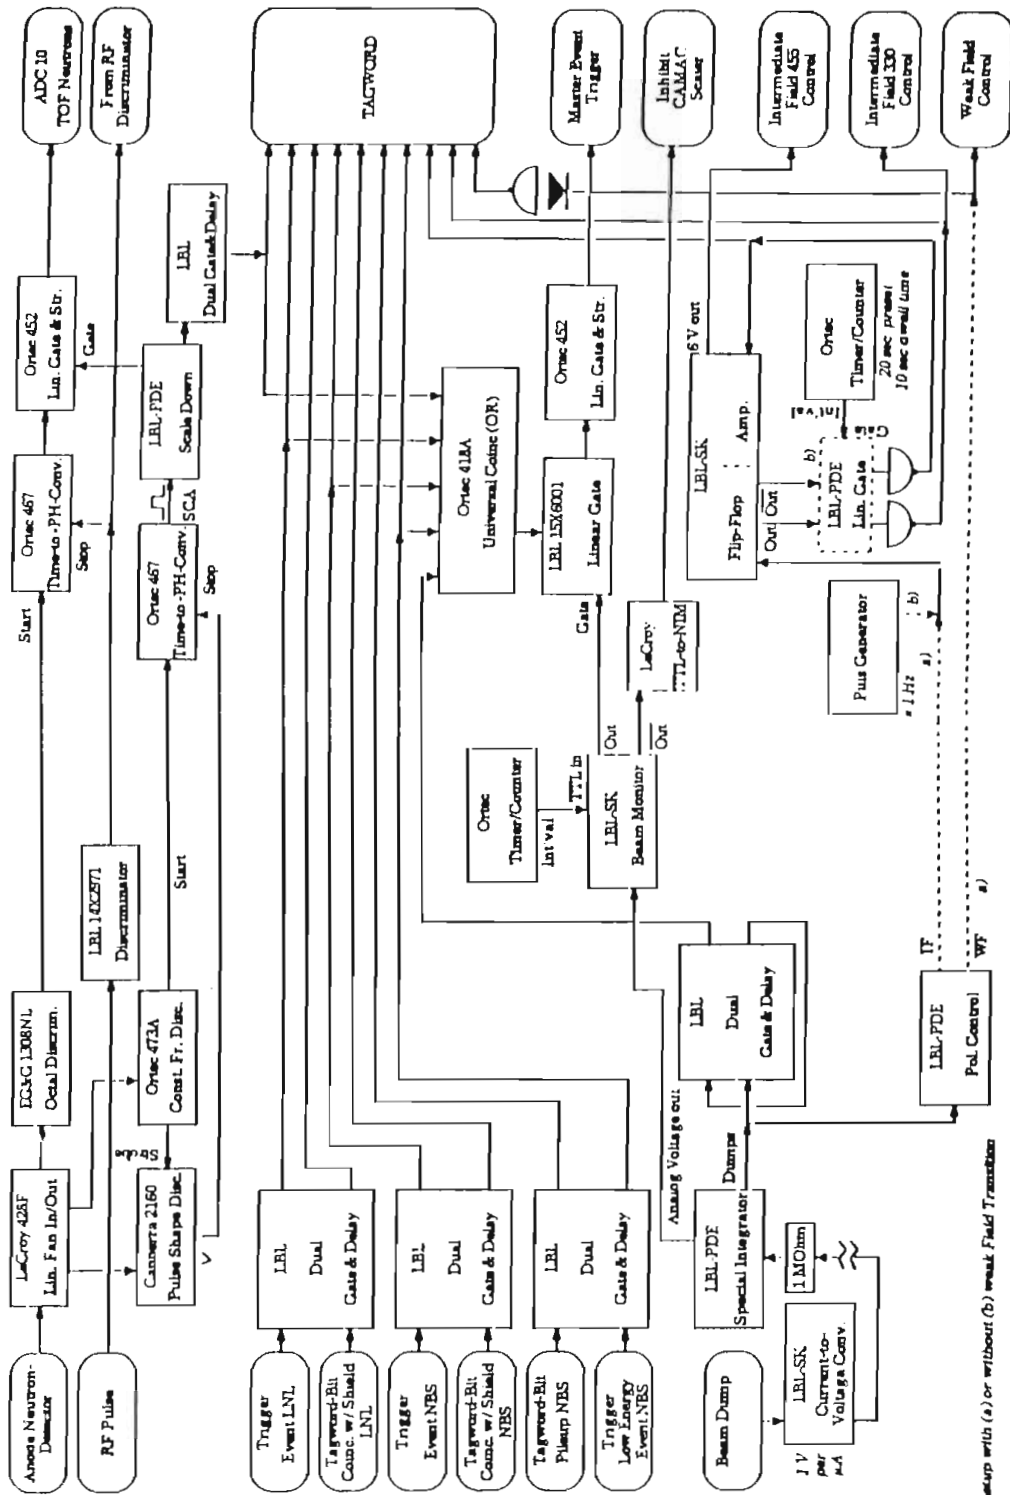 ADC 10
TOF Neutrons
From RF
Discriminator
TAGWORD
Master Event
Trigger
Inhibit
CAMAC
Scaler
Intermediate
Field 455
Control
Intermediate
Field 330
Control
Weak Field
Control
Ortec 452
Lin. Gate & Str.
Gate
LBL
Dual Gate&Delay
Ortec 467
Time-to-PH-Conv.
Start
Stop
LBL-PDE
Scale Down
Ortec 467
Time-to-PH-Conv.
SCA
Start
Stop
Ortec 418A
Universal Coinc (OR)
Ortec 452
Lin. Gate & Str.
LBL 15X6001
Linear Gate
Gate
6 V out
LBL-SK
Flip-Flop
Amp.
Out
Out
Ortec
Timer/Counter
20 sec preset
10 sec await time
Int'val
b)
LBL-PDE
Lin. Gate
Puls Generator
≈ 1 Hz
a)
b)
LeCroy
TTL-to-NIM
Ortec
Timer/Counter
Int'val
TTL in
LBL-SK
Beam Monitor
Out
Out
EG&G 1308NL
Octal Discrim.
LBL 14X2971
Discriminator
Ortec 473A
Const. Fr. Disc.
LeCroy 428F
Lin. Fan In/Out
Canberra 2160
Pulse Shape Disc.
Anode Neutron-
Detector
RF Pulse
LBL
Dual
Gate & Delay
LBL
Dual
Gate & Delay
LBL
Dual
Gate & Delay
Trigger
Event LNL
Tagword-Bit
Coinc. w/ Shield
LNL
Trigger
Event NBS
Tagword-Bit
Coinc. w/ Shield
NBS
Tagword-Bit
Pileup NBS
Trigger
Low Energy
Event NBS
Analog Voltage out
Dumps
LBL
Dual
Gate & Delay
LBL-PDE
Special Integrator
1 MOhm
Beam Dump
LBL-SK
Current-to-
Voltage Conv.
1 V
per
μA
LBL-PDE
Pol. Control
IF
WF
a)
with (a) or without (b) weak Field Transition